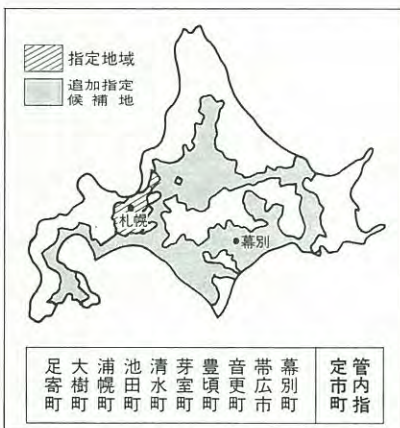 指定地域
追加指定
候補地
札幌
幕別
管内指
定市町
幕別町
帯広市
音更町
豊頃町
芽室町
清水町
池田町
浦幌町
大樹町
足寄町